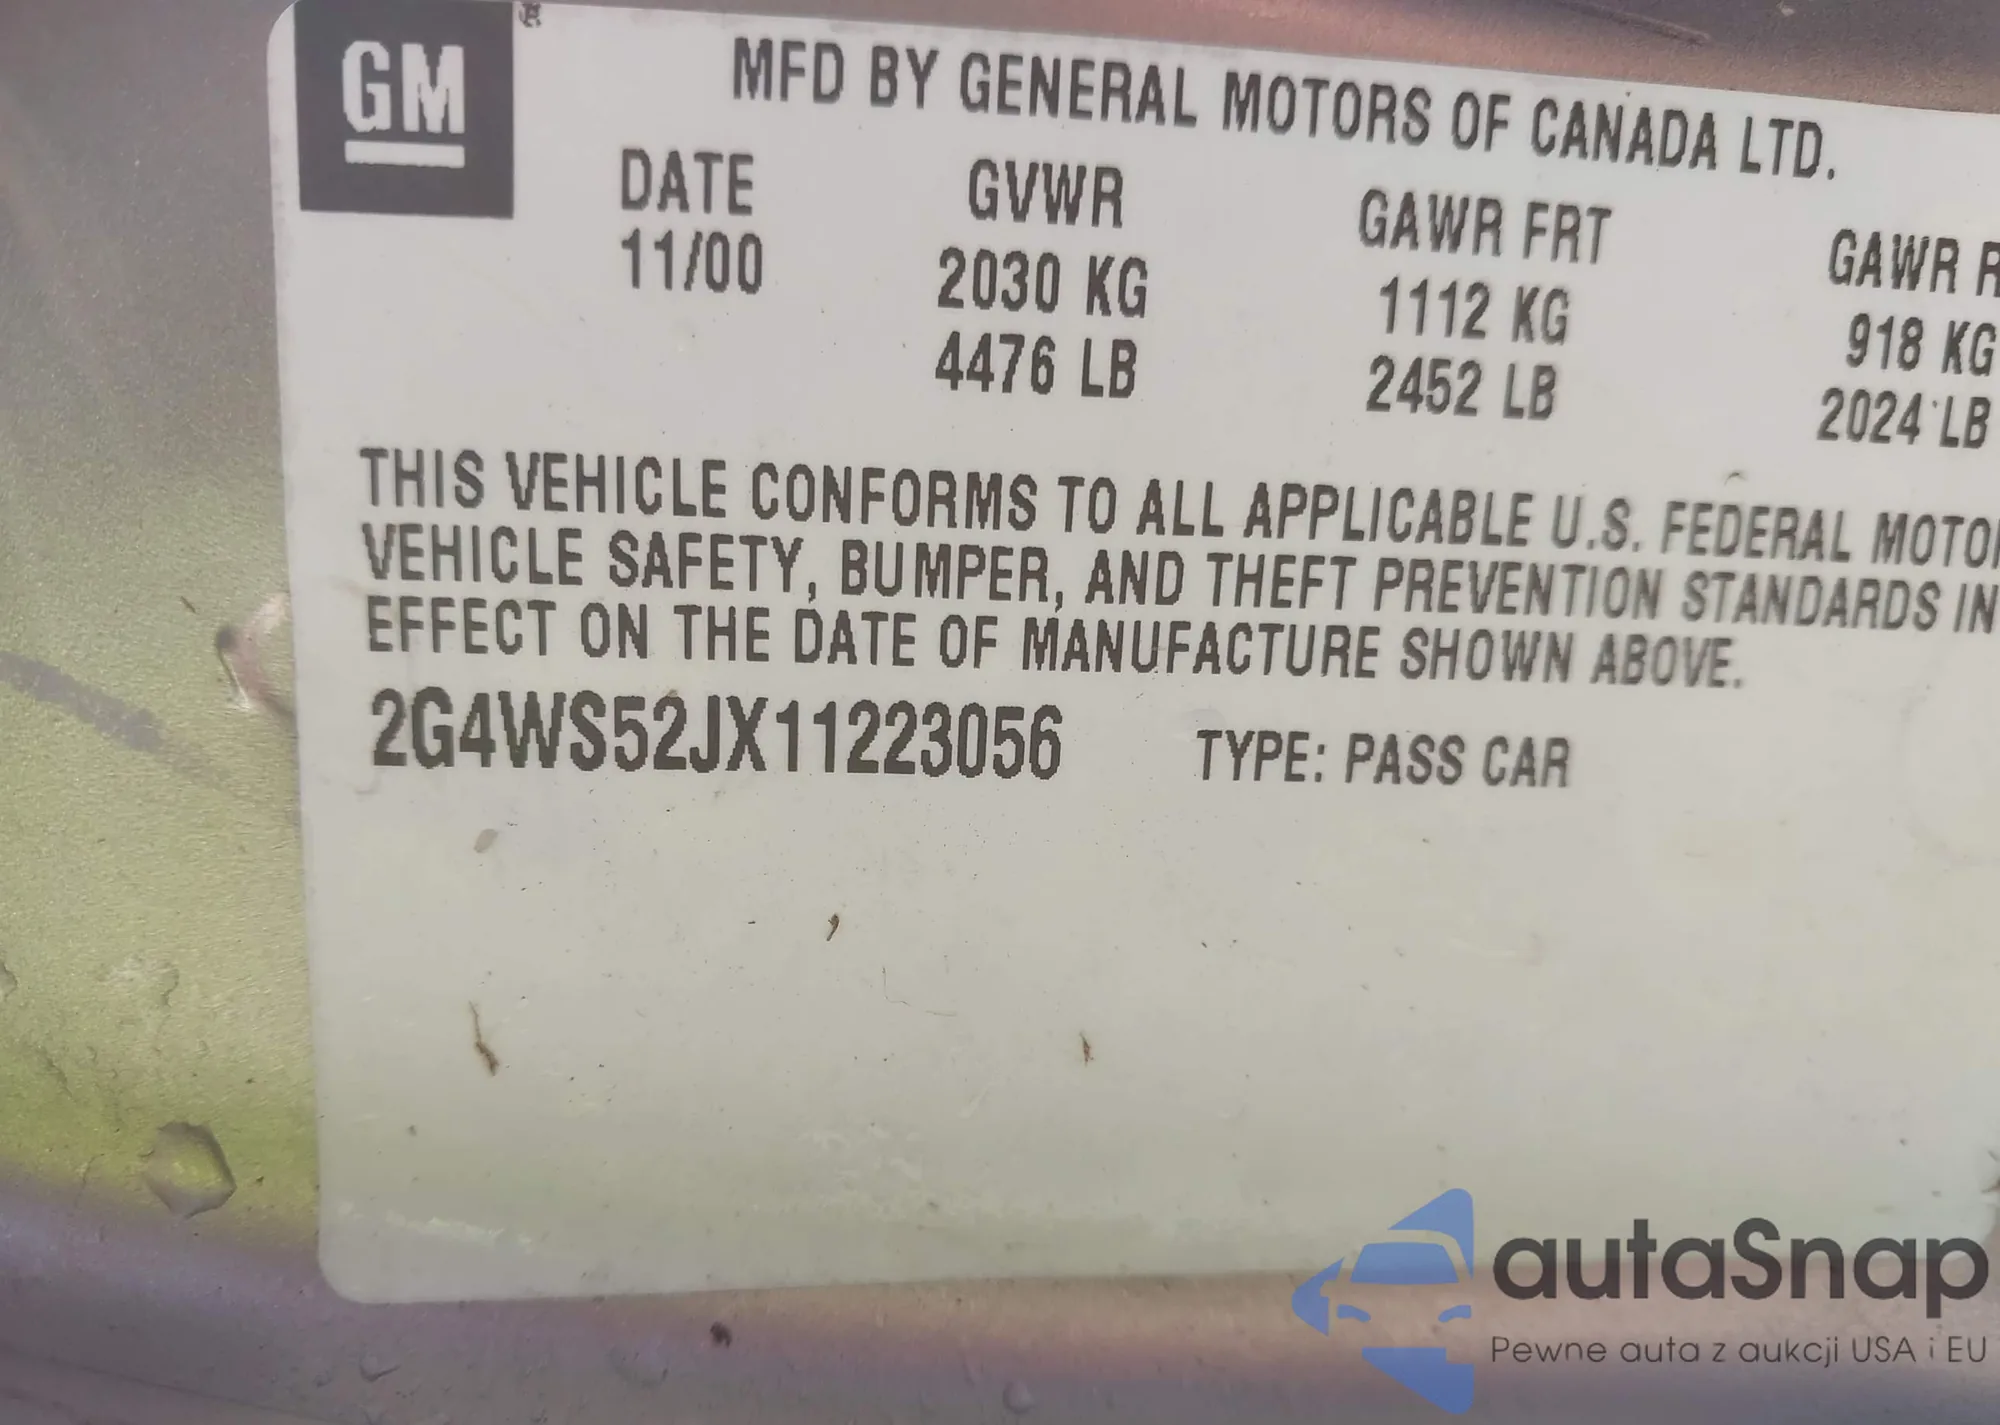 GM
MFD BY GENERAL MOTORS OF CANADA LTD.
DATE GVWR GAWR FRT GAWR R
11/00 2030 KG 1112 KG 918 KG
4476 LB 2452 LB 2024 LB
THIS VEHICLE CONFORMS TO ALL APPLICABLE U.S. FEDERAL MOTOR
VEHICLE SAFETY, BUMPER, AND THEFT PREVENTION STANDARDS IN
EFFECT ON THE DATE OF MANUFACTURE SHOWN ABOVE.
2G4WS52JX11223056 TYPE: PASS CAR
autaSnap
Pewne auta z aukcji USA i EU